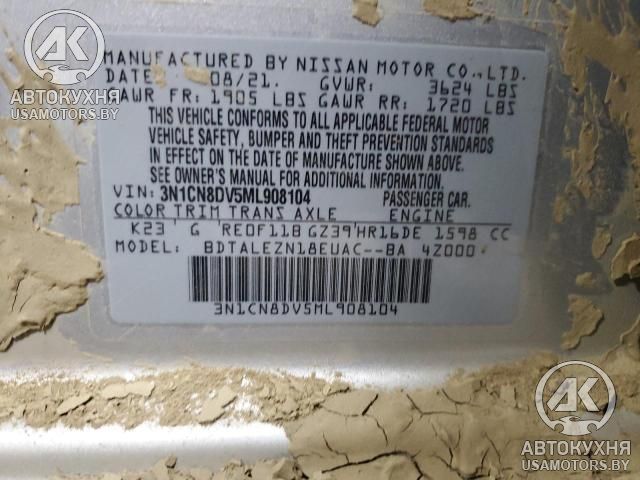 MANUFACTURED BY NISSAN MOTOR CO.,LTD.
DATE: 08/21. GVWR: 3624 LBS
GAWR FR: 1905 LBS GAWR RR: 1720 LBS
THIS VEHICLE CONFORMS TO ALL APPLICABLE FEDERAL MOTOR
VEHICLE SAFETY, BUMPER AND THEFT PREVENTION STANDARDS
IN EFFECT ON THE DATE OF MANUFACTURE SHOWN ABOVE.
SEE OWNER'S MANUAL FOR ADDITIONAL INFORMATION.
VIN: 3N1CN8DV5ML908104 PASSENGER CAR.
COLOR TRIM TRANS AXLE ENGINE
K23 G RE0F11B GZ39 HR16DE 1598 CC
MODEL: BDTALEZN18EUAC--BA 4Z000
3N1CN8DV5ML908104
АК
АВТОКУХНЯ
USAMOTORS.BY
АК
АВТОКУХНЯ
USAMOTORS.BY